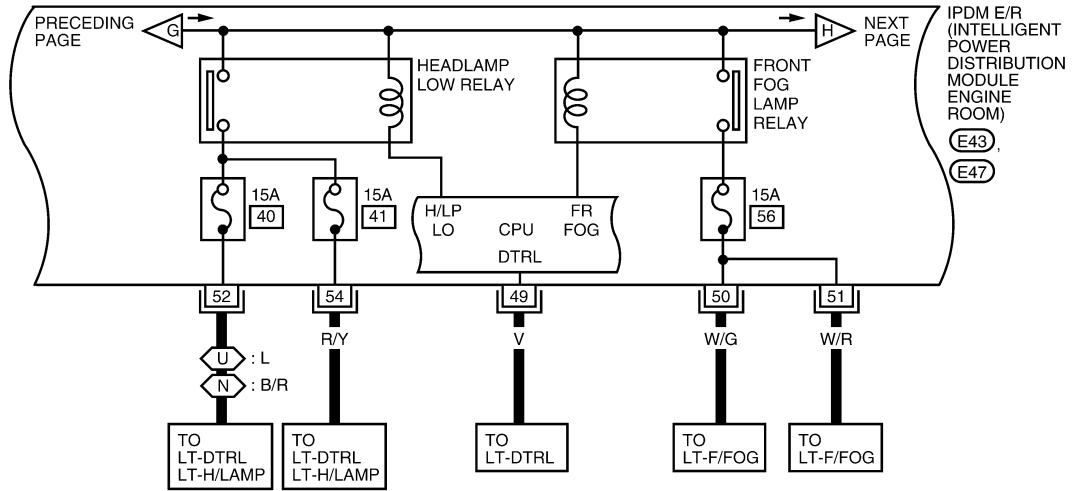 PRECEDING
PAGE
G
H
NEXT
PAGE
IPDM E/R
(INTELLIGENT
POWER
DISTRIBUTION
MODULE
ENGINE
ROOM)
E43 ,
E47
HEADLAMP
LOW RELAY
FRONT
FOG
LAMP
RELAY
15A
40
15A
41
H/LP
LO
CPU
DTRL
FR
FOG
15A
56
52
54
49
50
51
R/Y
V
W/G
W/R
U : L
N : B/R
TO
LT-DTRL
LT-H/LAMP
TO
LT-DTRL
LT-H/LAMP
TO
LT-DTRL
TO
LT-F/FOG
TO
LT-F/FOG